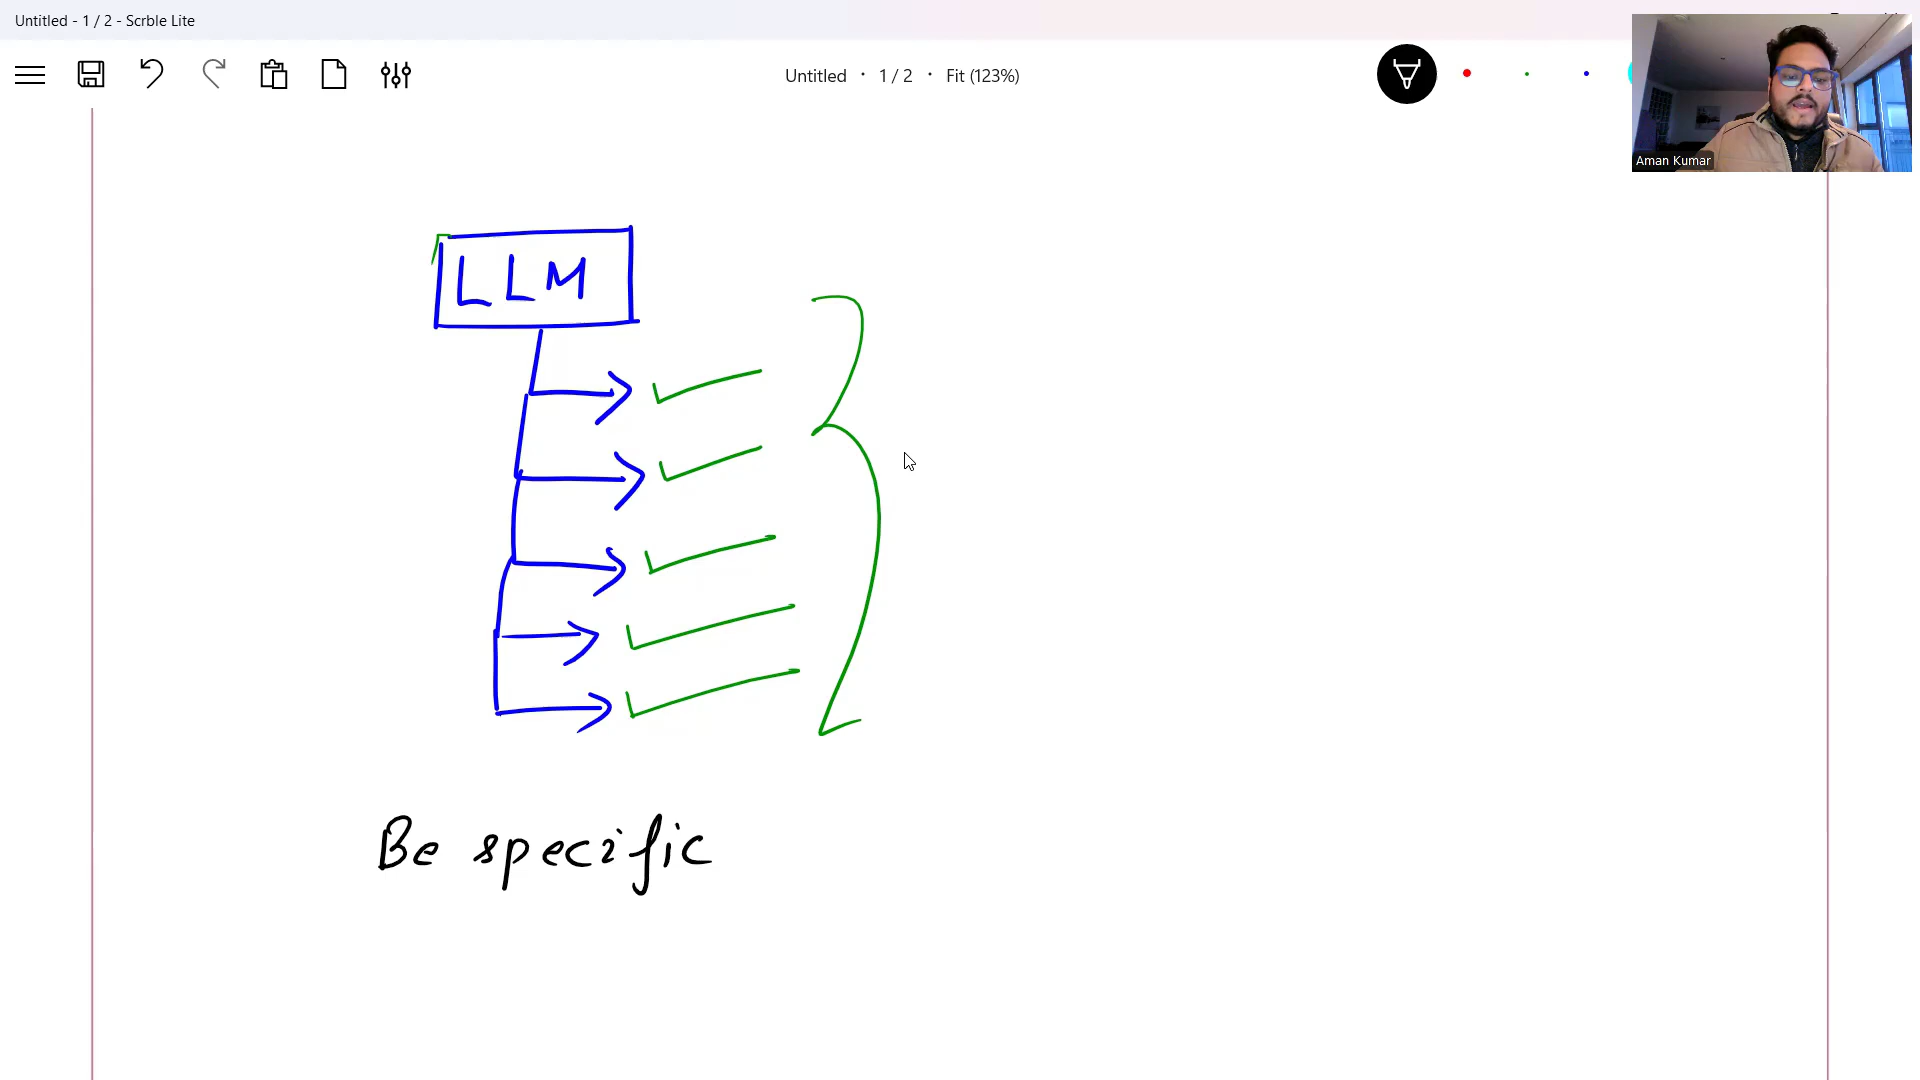 Untitled - 1 / 2 - Scrble Lite
Untitled · 1 / 2 · Fit (123%)
Aman Kumar
LLM
Be specific